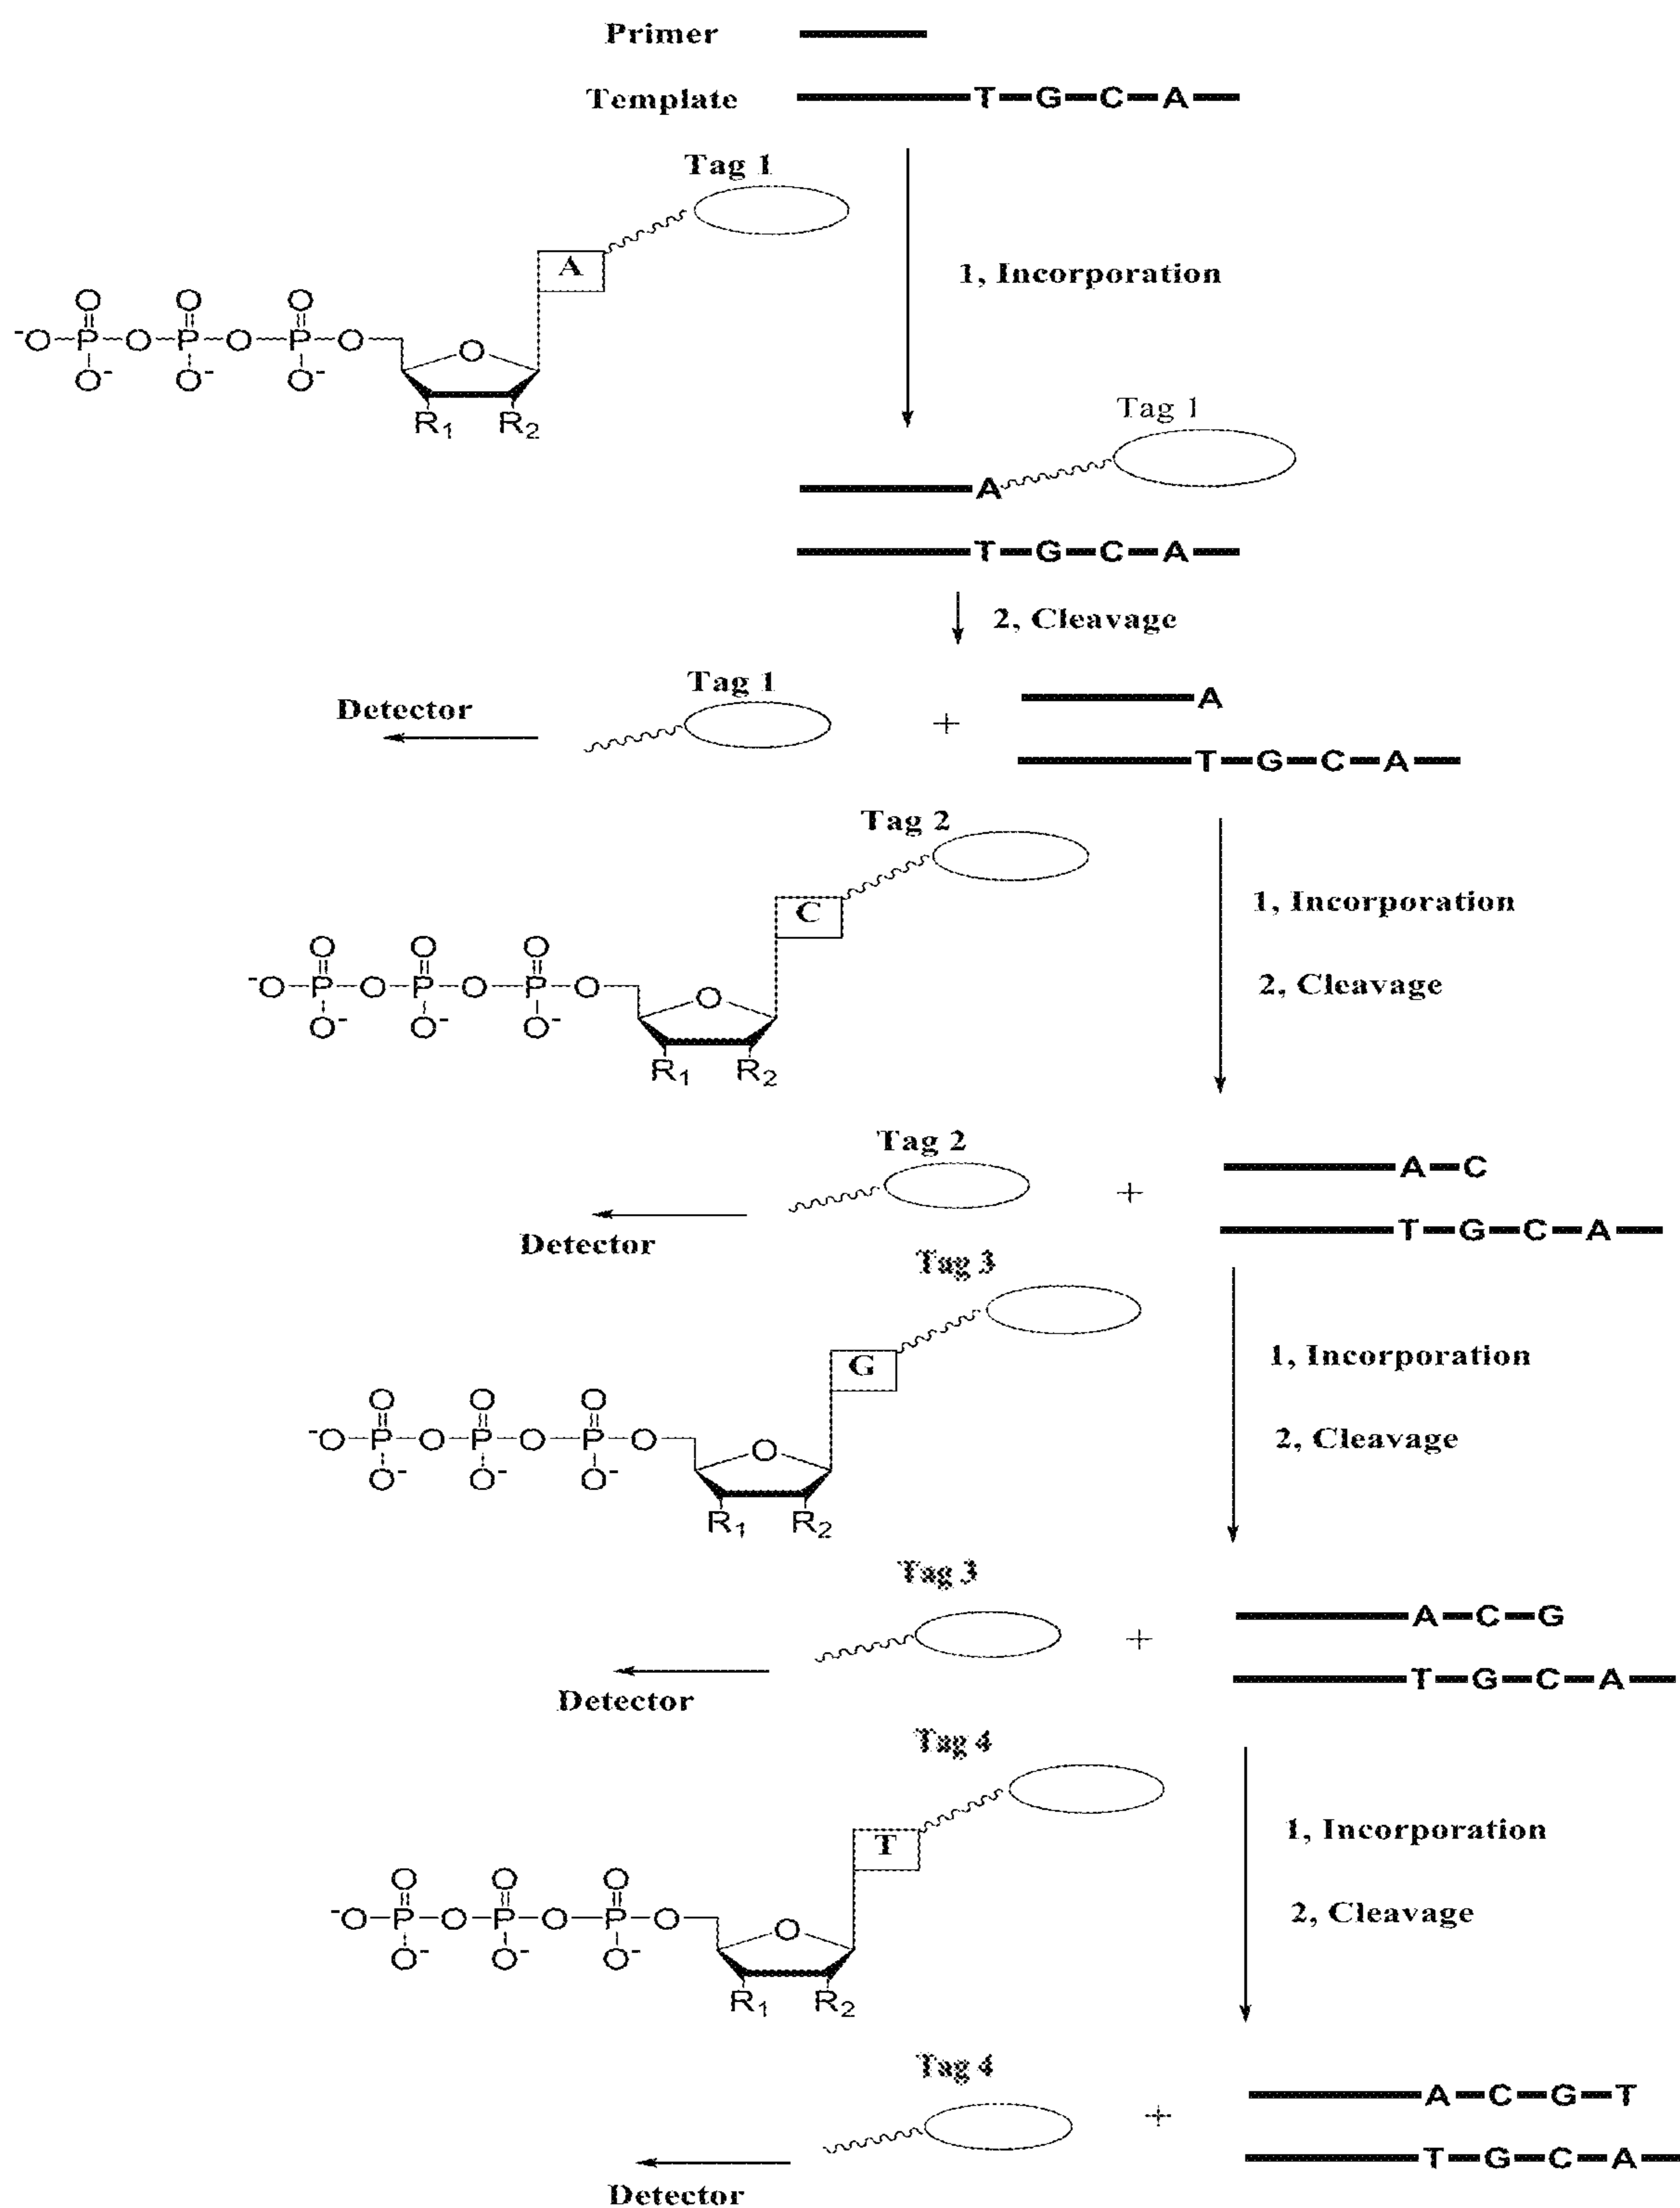 Primer
Template T-G-C-A
Tag 1
1, Incorporation
A
O O O
⁻O-P-O-P-O-P-O O
O⁻ O⁻ O⁻
R₁ R₂
Tag 1
A
T-G-C-A
2, Cleavage
Tag 1
Detector + A
T-G-C-A
Tag 2
1, Incorporation
C
2, Cleavage
O O O
⁻O-P-O-P-O-P-O O
O⁻ O⁻ O⁻
R₁ R₂
Tag 2
+ A-C
Detector T-G-C-A
Tag 3
1, Incorporation
G
2, Cleavage
O O O
⁻O-P-O-P-O-P-O O
O⁻ O⁻ O⁻
R₁ R₂
Tag 3
+ A-C-G
Detector T-G-C-A
Tag 4
1, Incorporation
T
2, Cleavage
O O O
⁻O-P-O-P-O-P-O O
O⁻ O⁻ O⁻
R₁ R₂
Tag 4
+ A-C-G-T
T-G-C-A
Detector